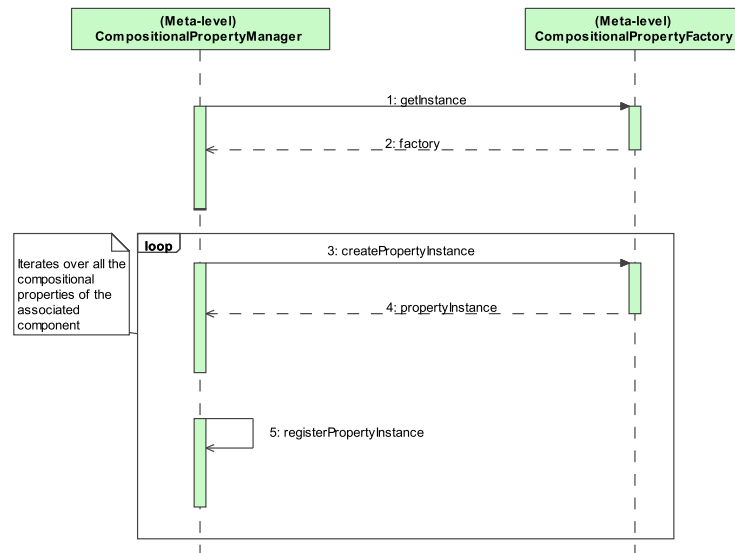 (Meta-level)
CompositionalPropertyManager
(Meta-level)
CompositionalPropertyFactory
1: getInstance
2: factory
loop
Iterates over all the
compositional
properties of the
associated
component
3: createPropertyInstance
4: propertyInstance
5: registerPropertyInstance